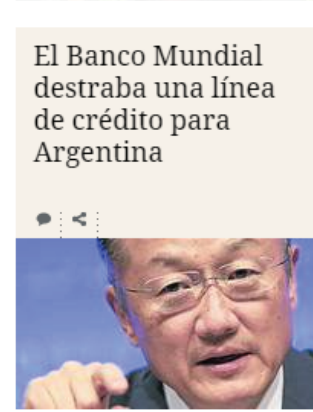 El Banco Mundial
destraba una línea
de crédito para
Argentina